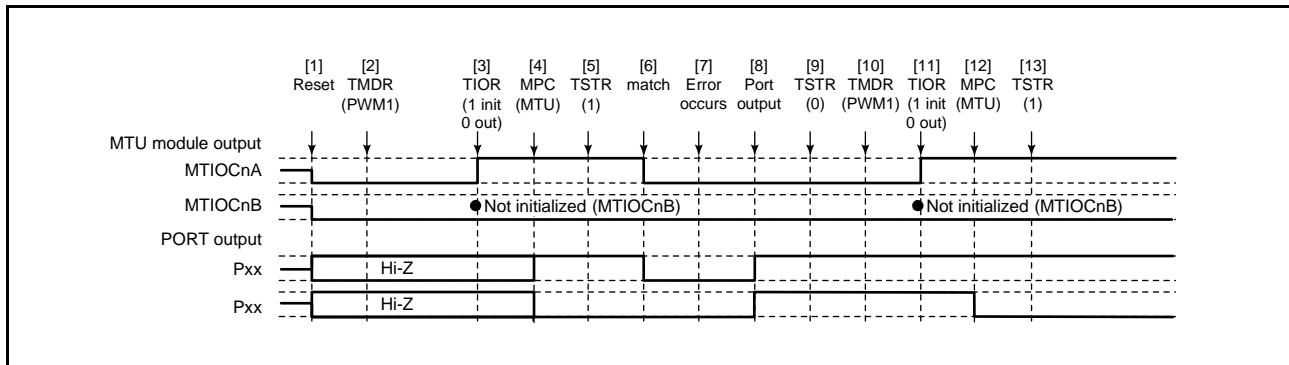 [1] [2] [3] [4] [5] [6] [7] [8] [9] [10] [11] [12] [13]
Reset TMDR TIOR MPC TSTR match Error Port TSTR TMDR TIOR MPC TSTR
(PWM1) (1 init (MTU) (1) occurs output (0) (PWM1) (1 init (MTU) (1)
0 out) 0 out)
MTU module output
MTIOCnA
MTIOCnB Not initialized (MTIOCnB) Not initialized (MTIOCnB)
PORT output
Pxx Hi-Z
Pxx Hi-Z